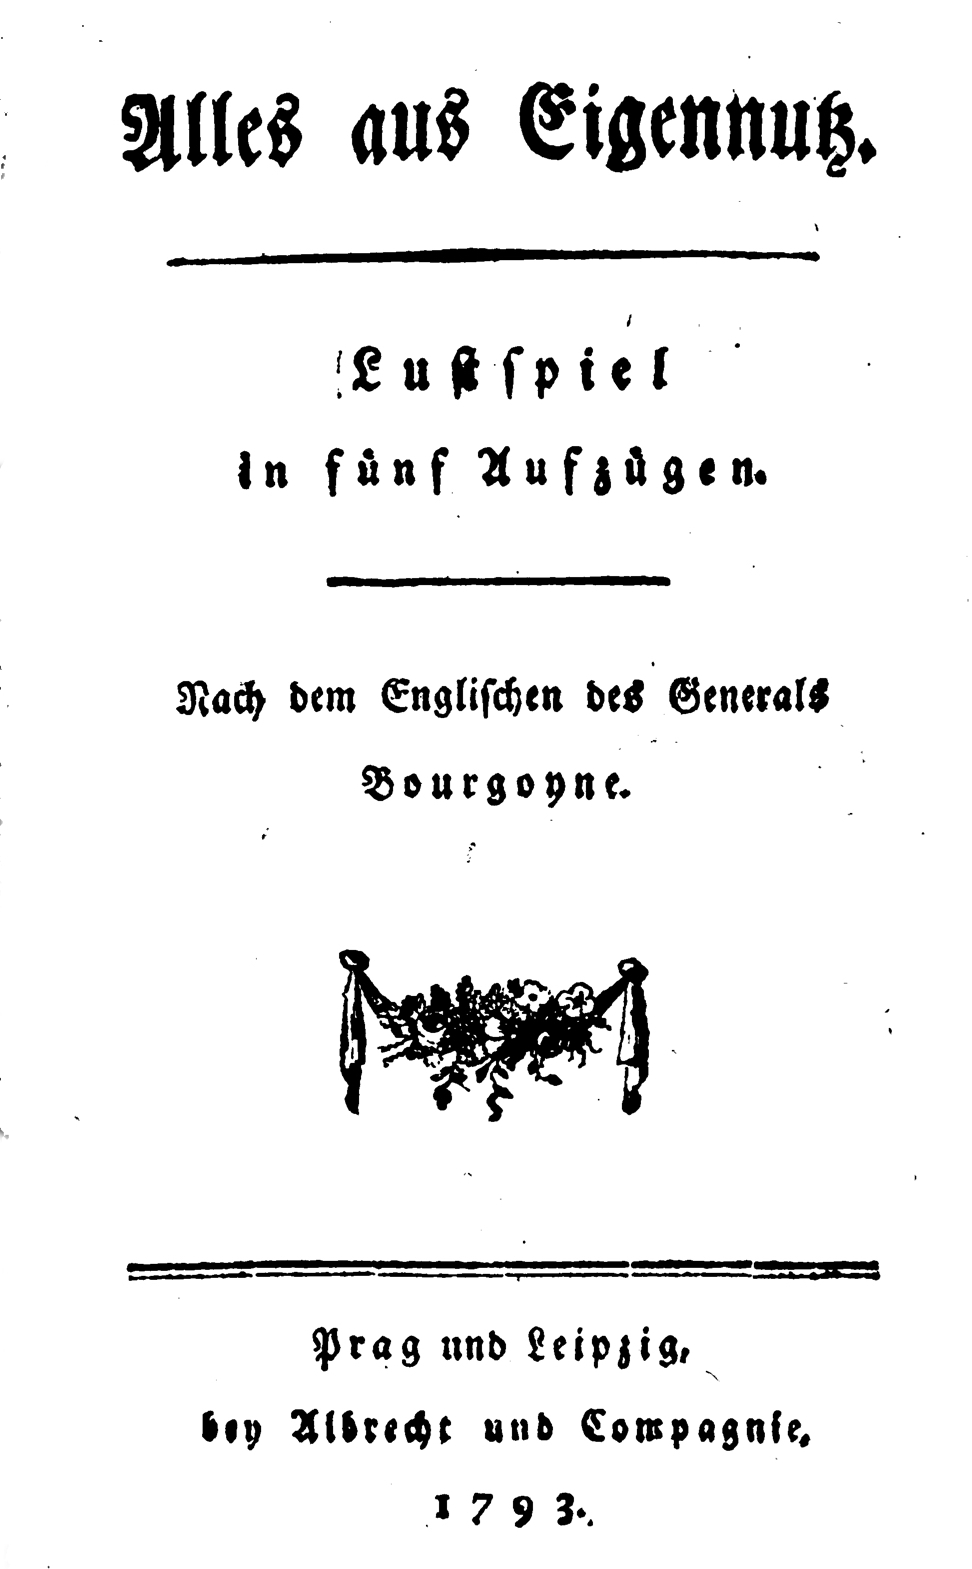 Alles aus Eigennutz.
Lustspiel
in fünf Aufzügen.
Nach dem Englischen des Generals
Bourgoyne.
Prag und Leipzig,
bey Albrecht und Compagnie,
1793.